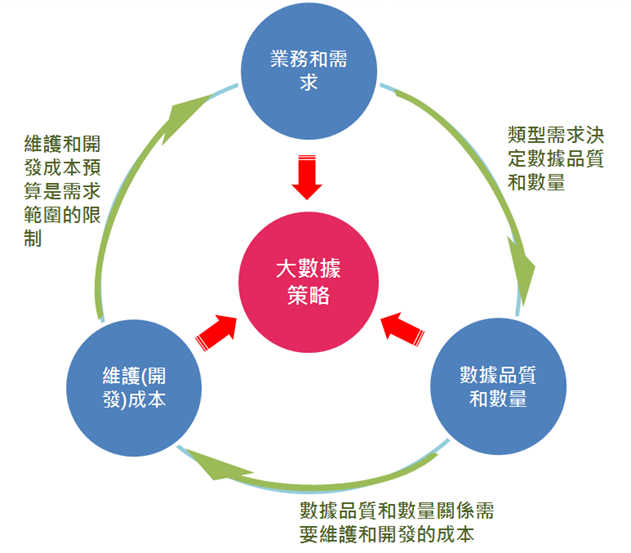 業務和需
求
維護和開
發成本預
算是需求
範圍的限
制
類型需求決
定數據品質
和數量
大數據
策略
維護(開
發)成本
數據品質
和數量
數據品質和數量關係需
要維護和開發的成本